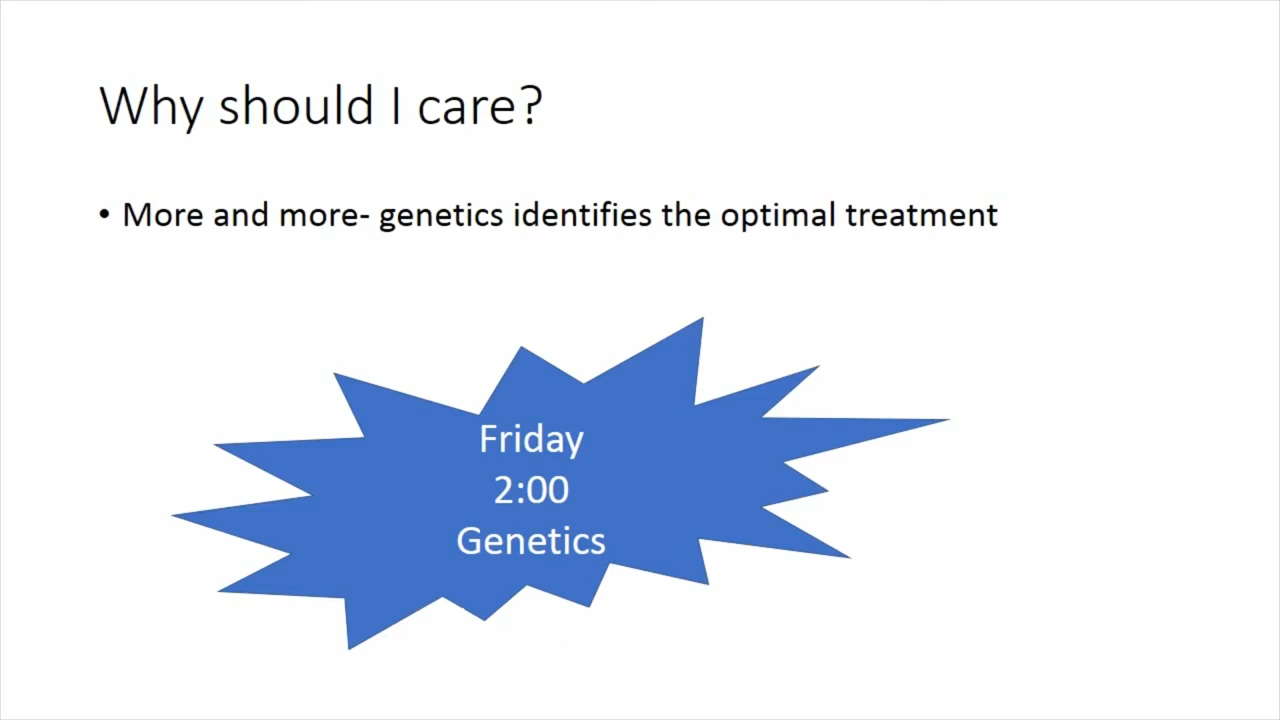 Why should I care?
• More and more- genetics identifies the optimal treatment
Friday
2:00
Genetics